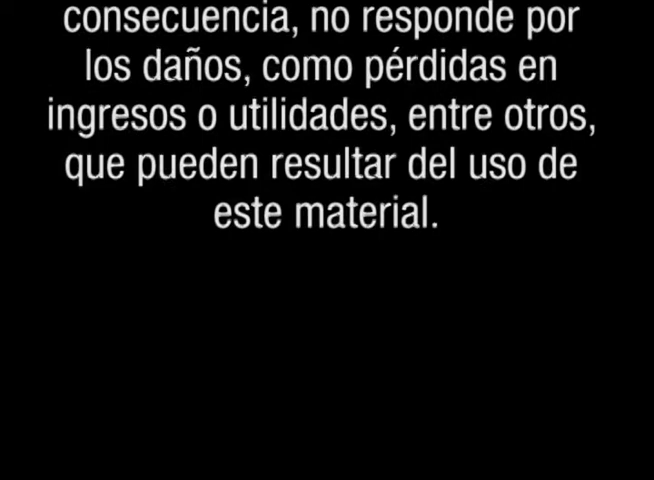 consecuencia, no responde por
los daños, como pérdidas en
ingresos o utilidades, entre otros,
que pueden resultar del uso de
este material.